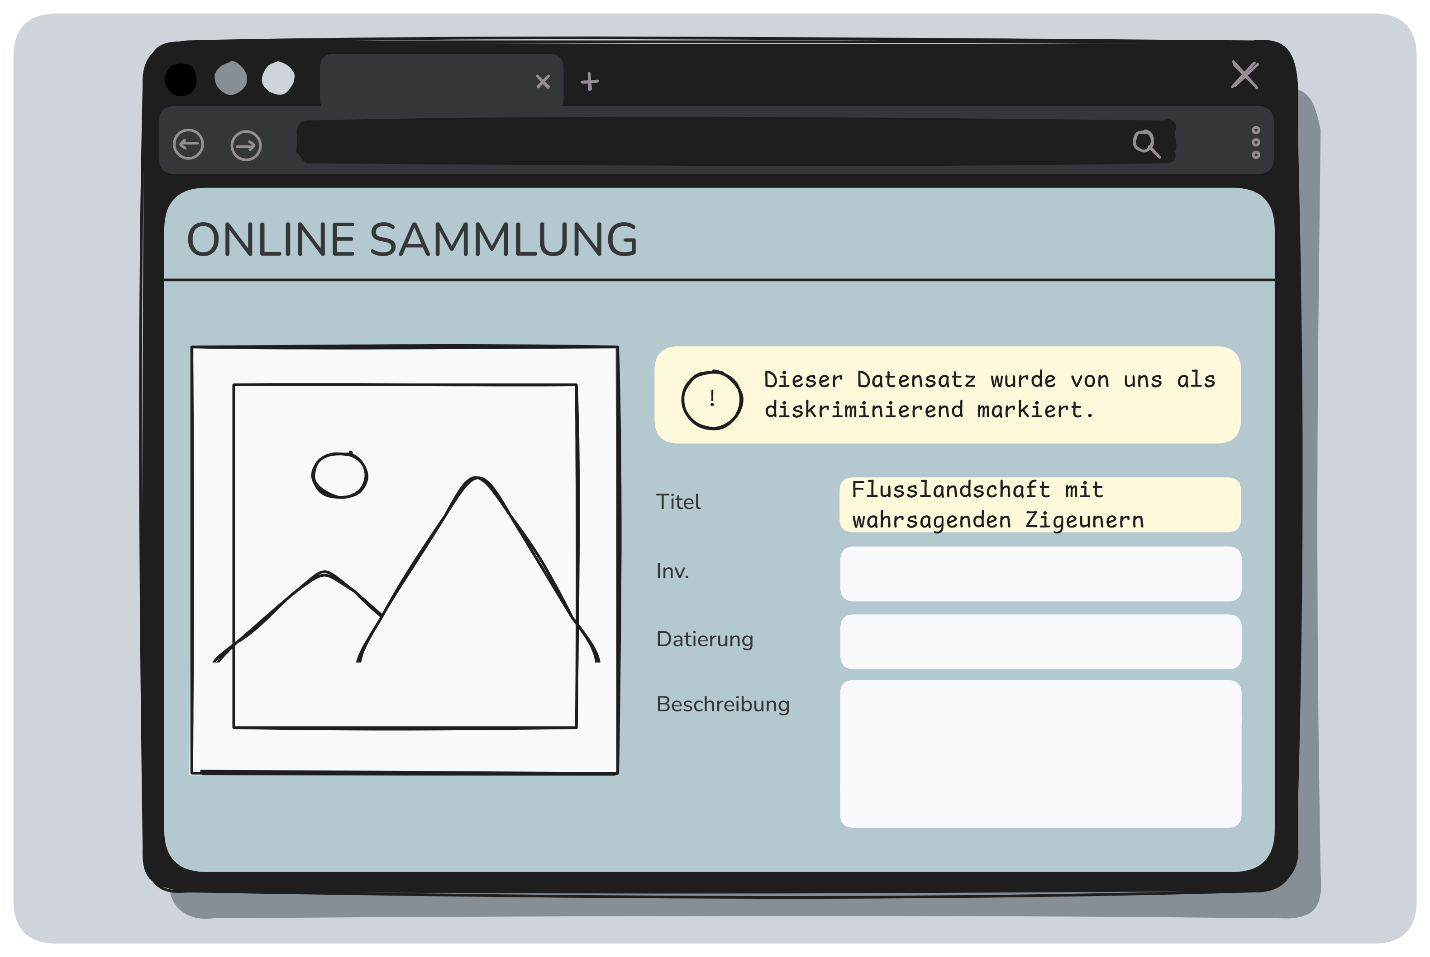 ONLINE SAMMLUNG
!
Dieser Datensatz wurde von uns als
diskriminierend markiert.
Titel
Flusslandschaft mit
wahrsagenden Zigeunern
Inv.
Datierung
Beschreibung